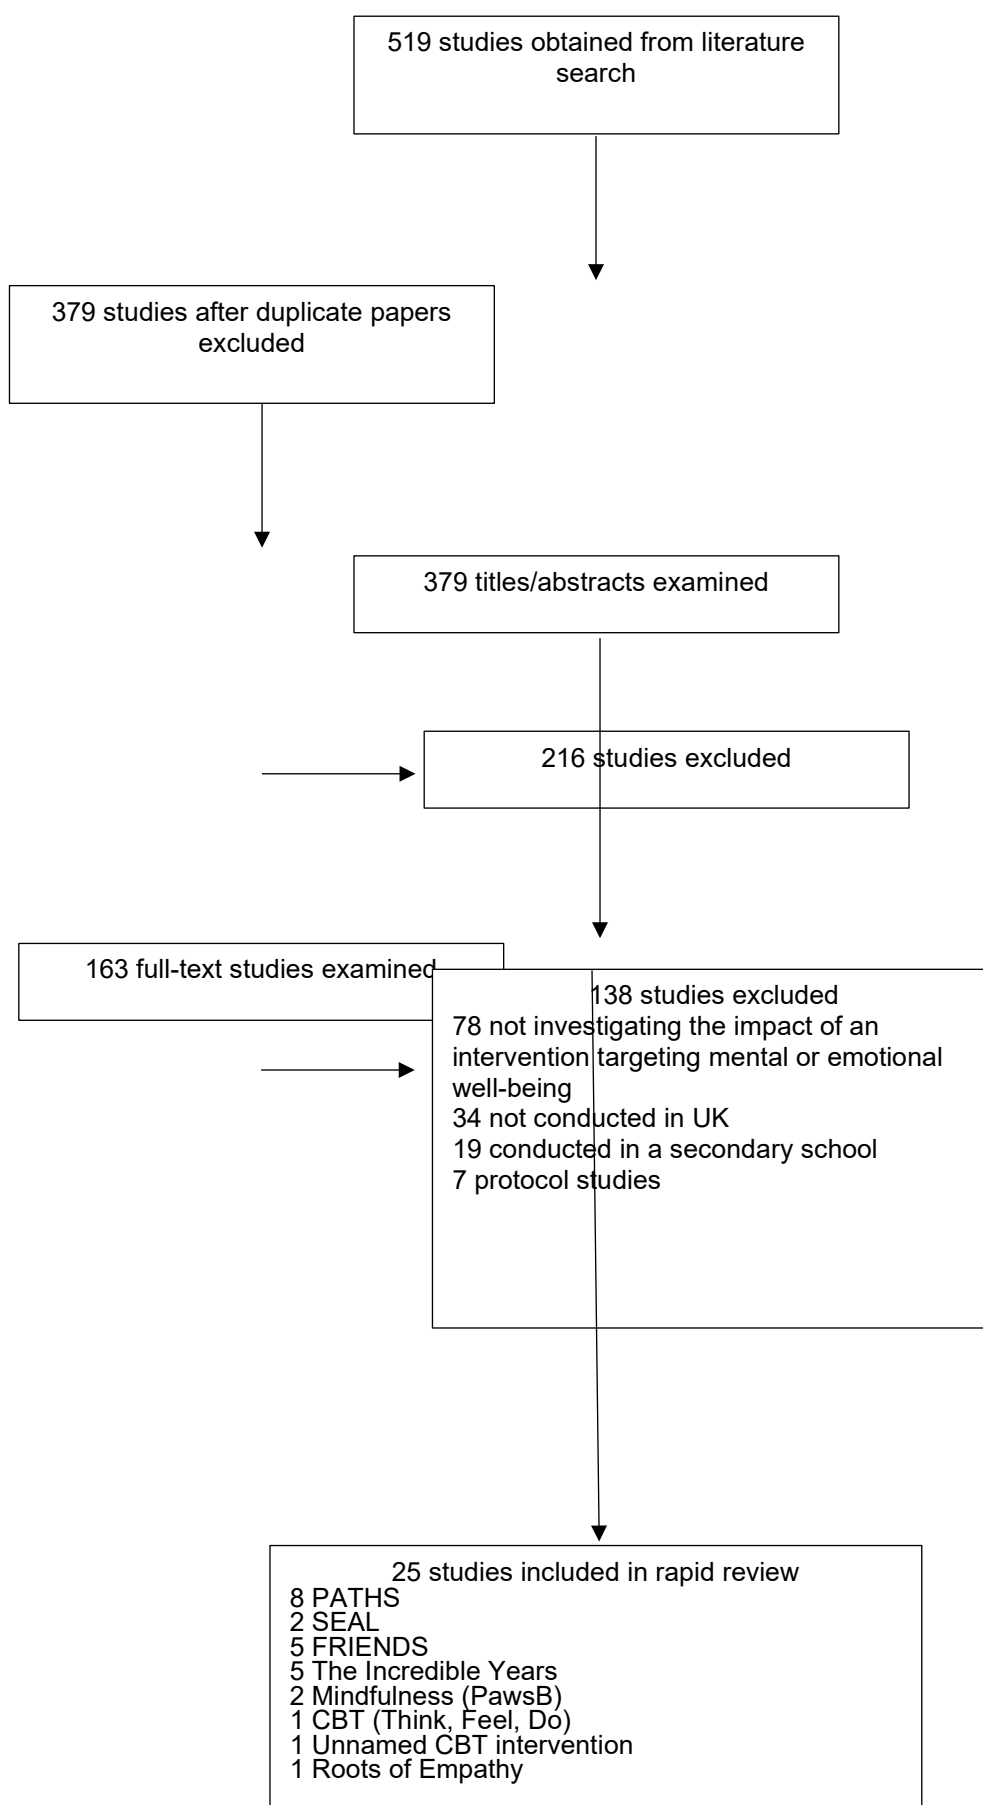 519 studies obtained from literature
search
379 studies after duplicate papers
excluded
379 titles/abstracts examined
216 studies excluded
163 full-text studies examined
138 studies excluded
78 not investigating the impact of an
intervention targeting mental or emotional
well-being
34 not conducted in UK
19 conducted in a secondary school
7 protocol studies
25 studies included in rapid review
8 PATHS
2 SEAL
5 FRIENDS
5 The Incredible Years
2 Mindfulness (PawsB)
1 CBT (Think, Feel, Do)
1 Unnamed CBT intervention
1 Roots of Empathy